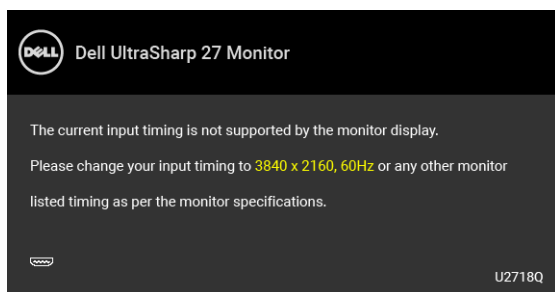 DELL Dell UltraSharp 27 Monitor
The current input timing is not supported by the monitor display.
Please change your input timing to 3840 x 2160, 60Hz or any other monitor
listed timing as per the monitor specifications.
U2718Q